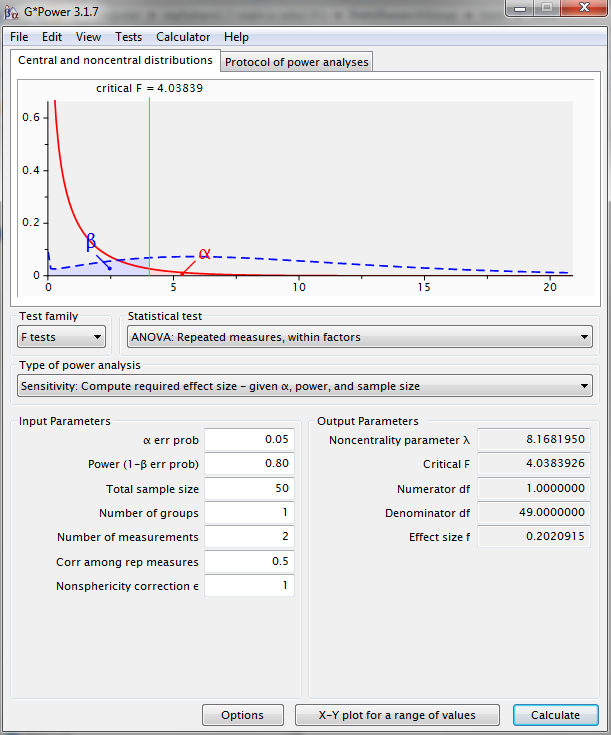 G*Power 3.1.7
File Edit View Tests Calculator Help
Central and noncentral distributions Protocol of power analyses
critical F = 4.03839
0.6
0.4
0.2
0
β
α
0 5 10 15 20
Test family Statistical test
F tests ANOVA: Repeated measures, within factors
Type of power analysis
Sensitivity: Compute required effect size - given α, power, and sample size
Input Parameters Output Parameters
α err prob 0.05 Noncentrality parameter λ 8.1681950
Power (1-β err prob) 0.80 Critical F 4.0383926
Total sample size 50 Numerator df 1.0000000
Number of groups 1 Denominator df 49.0000000
Number of measurements 2 Effect size f 0.2020915
Corr among rep measures 0.5
Nonsphericity correction ϵ 1
Options X-Y plot for a range of values Calculate